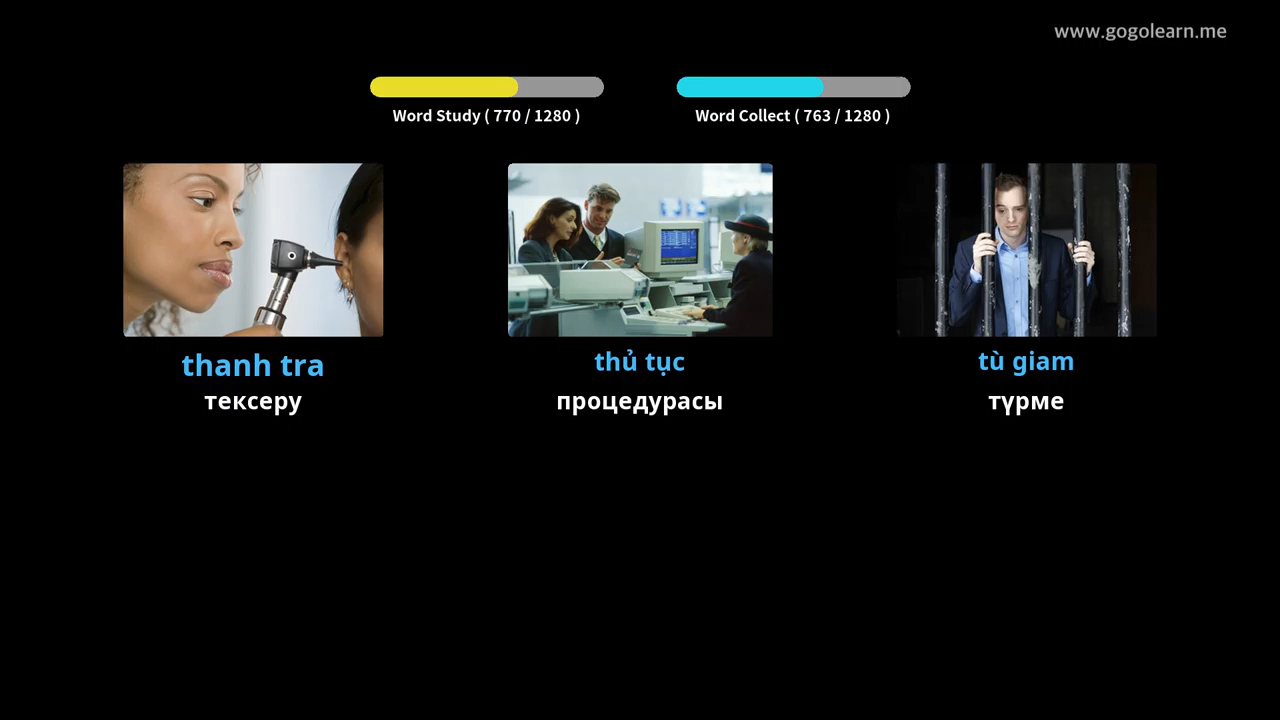 www.gogolearn.me
Word Study ( 770 / 1280 )
Word Collect ( 763 / 1280 )
thanh tra
thủ tục
tù giam
тексеру
процедурасы
түрме